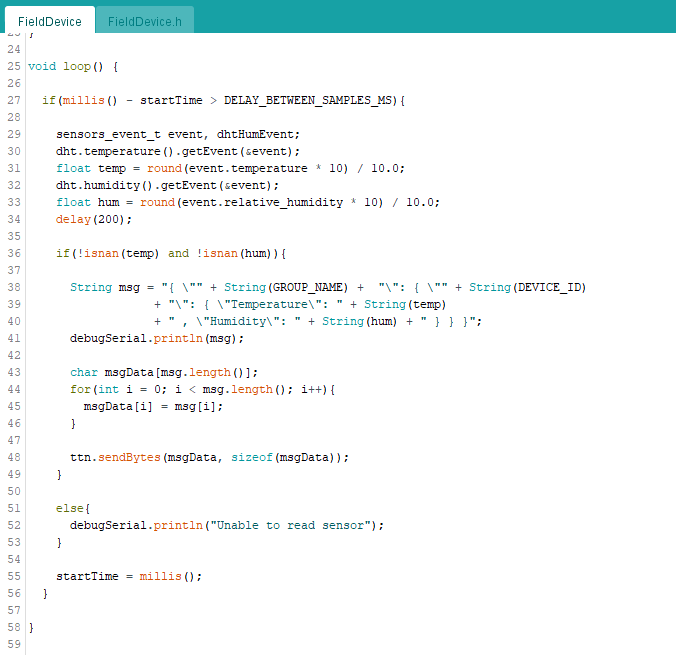 FieldDevice FieldDevice.h
23 }
24
25 void loop() {
26
27   if(millis() - startTime > DELAY_BETWEEN_SAMPLES_MS){
28
29     sensors_event_t event, dhtHumEvent;
30     dht.temperature().getEvent(&event);
31     float temp = round(event.temperature * 10) / 10.0;
32     dht.humidity().getEvent(&event);
33     float hum = round(event.relative_humidity * 10) / 10.0;
34     delay(200);
35
36     if(!isnan(temp) and !isnan(hum)){
37
38       String msg = "{ \"" + String(GROUP_NAME) +  "\": { \"" + String(DEVICE_ID)
39                   + "\": { \"Temperature\": " + String(temp)
40                   + " , \"Humidity\": " + String(hum) + " } } }";
41       debugSerial.println(msg);
42
43       char msgData[msg.length()];
44       for(int i = 0; i < msg.length(); i++){
45         msgData[i] = msg[i];
46       }
47
48       ttn.sendBytes(msgData, sizeof(msgData));
49     }
50
51     else{
52       debugSerial.println("Unable to read sensor");
53     }
54
55     startTime = millis();
56   }
57
58 }
59